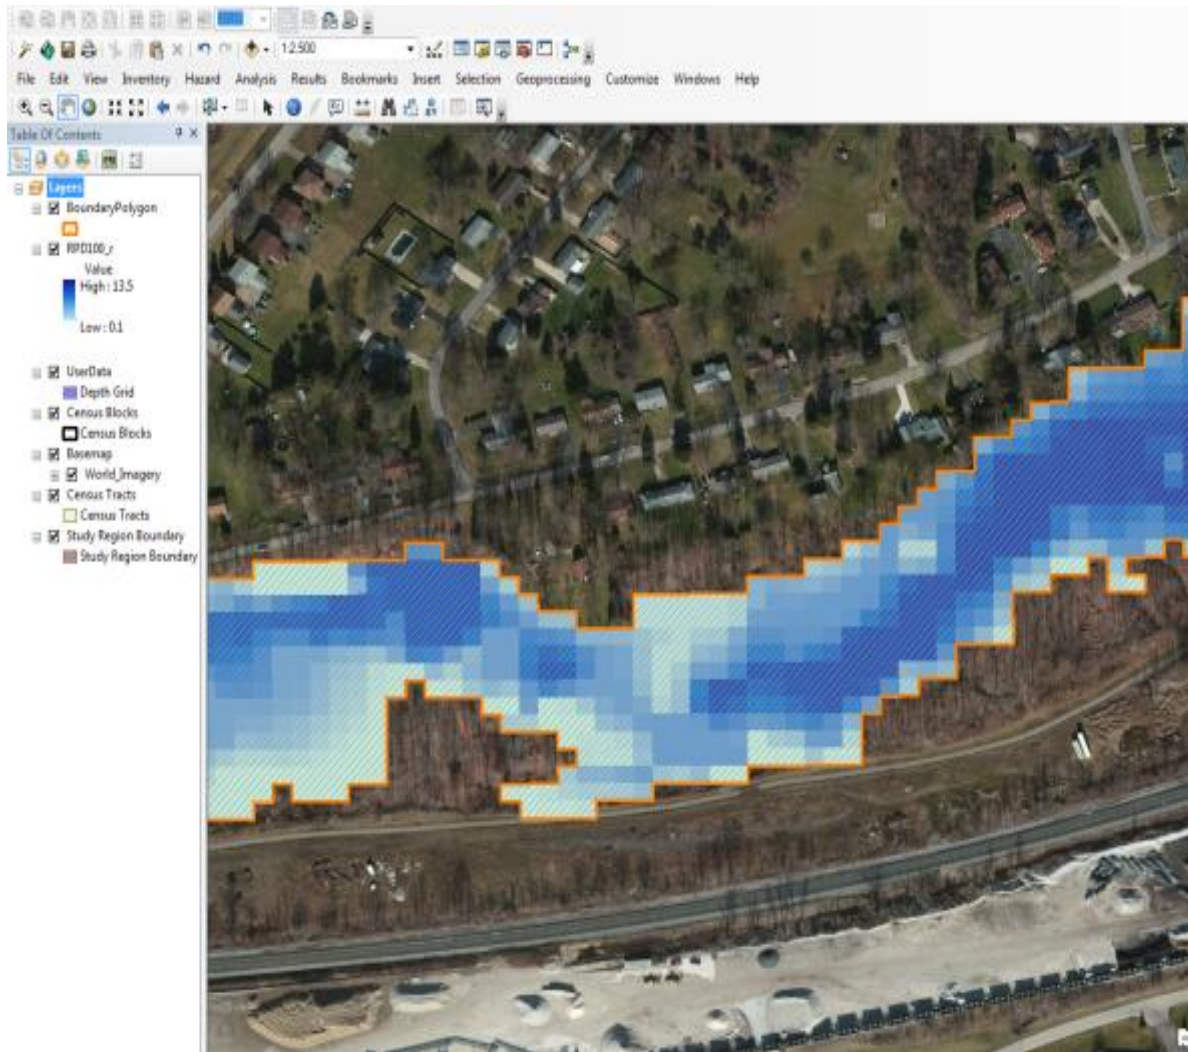 1:2,500
File Edit View Inventory Hazard Analysis Results Bookmarks Insert Selection Geoprocessing Customize Windows Help
Table Of Contents
Layers
BoundaryPolygon
RPD100_r
Value
High : 13.5
Low : 0.1
UserData
Depth Grid
Census Blocks
Census Blocks
Basemap
World_Imagery
Census Tracts
Census Tracts
Study Region Boundary
Study Region Boundary